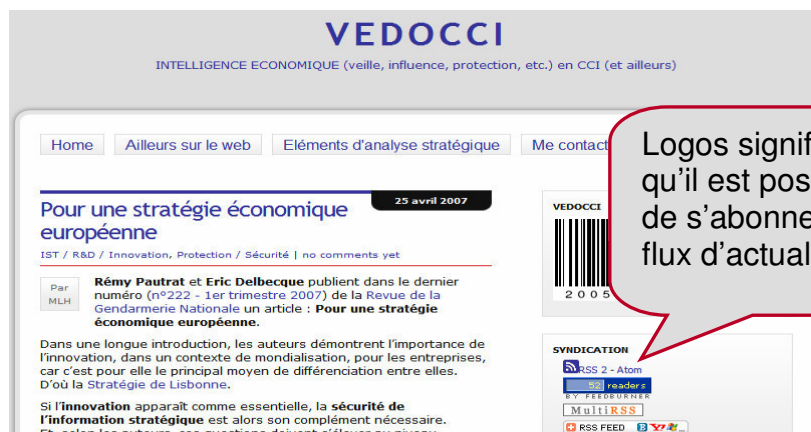 VEDOCCI
INTELLIGENCE ECONOMIQUE (veille, influence, protection, etc.) en CCI (et ailleurs)
Home
Ailleurs sur le web
Eléments d'analyse stratégique
Me contact
Logos signif
qu'il est pos
de s'abonne
flux d'actual
25 avril 2007
Pour une stratégie économique
européenne
IST / R&D / Innovation, Protection / Sécurité | no comments yet
Par
MLH
Rémy Pautrat et Eric Delbecque publient dans le dernier
numéro (n°222 - 1er trimestre 2007) de la Revue de la
Gendarmerie Nationale un article : Pour une stratégie
économique européenne.
Dans une longue introduction, les auteurs démontrent l'importance de
l'innovation, dans un contexte de mondialisation, pour les entreprises,
car c'est pour elle le principal moyen de différenciation entre elles.
D'où la Stratégie de Lisbonne.
Si l'innovation apparaît comme essentielle, la sécurité de
l'information stratégique est alors son complément nécessaire.
VEDOCCI
2005
SYNDICATION
RSS 2 - Atom
52 readers
BY FEEDBURNER
MultiRSS
RSS FEED